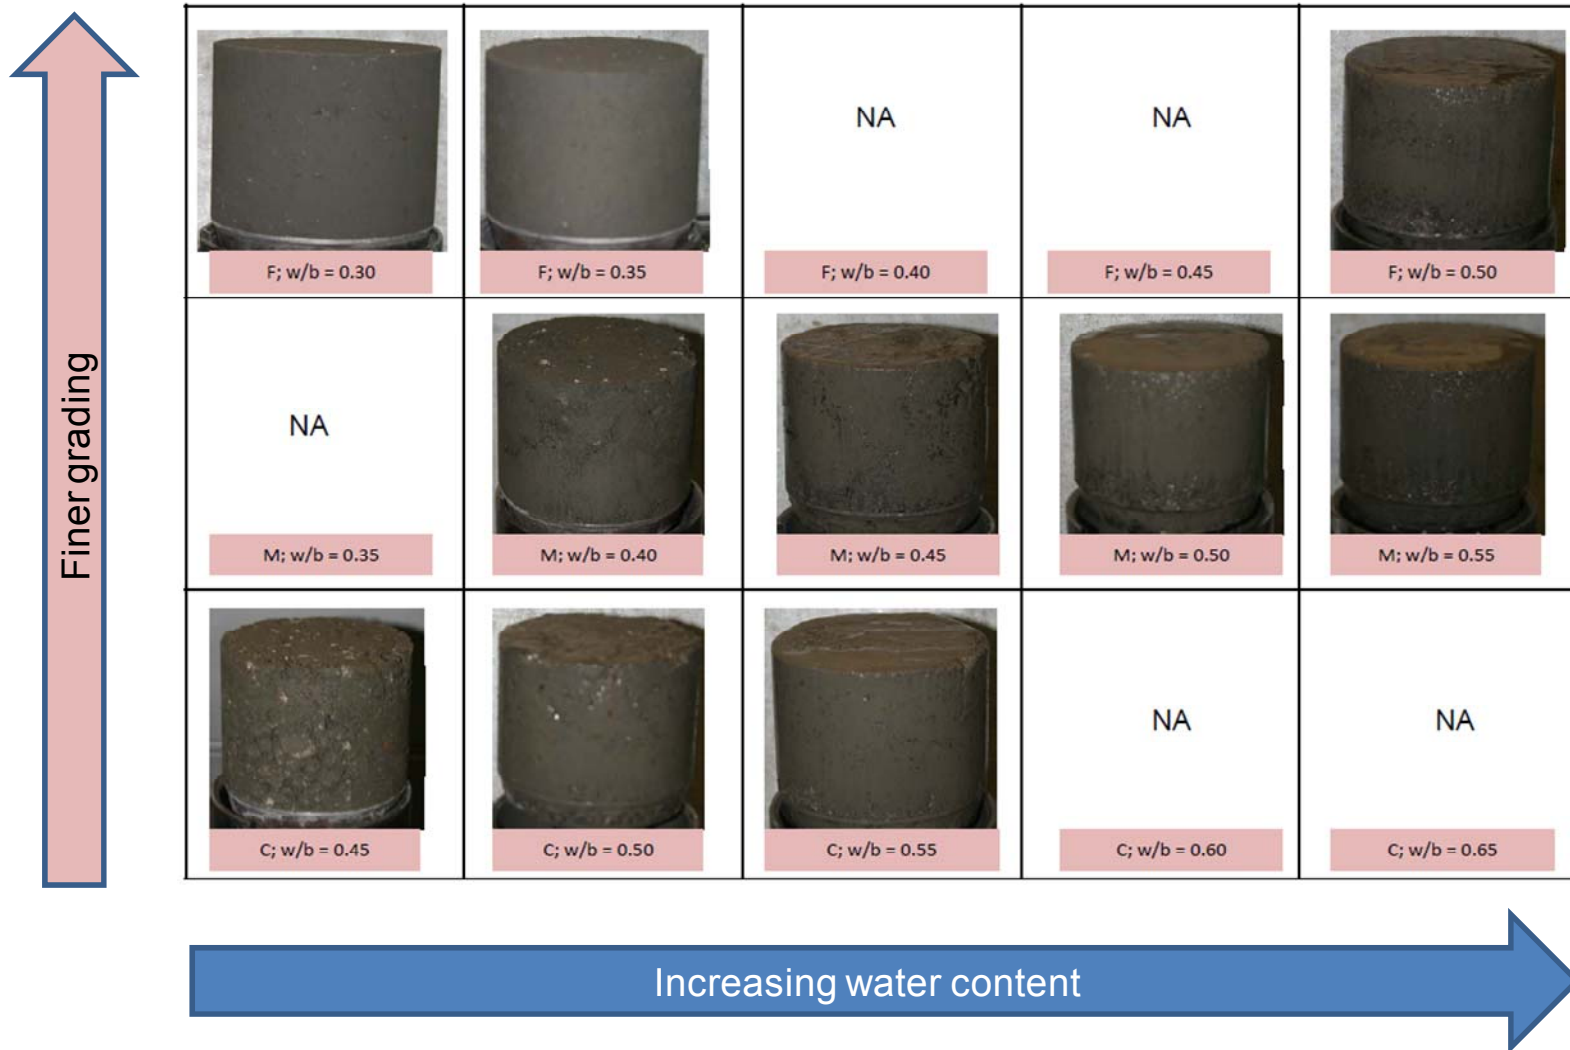 Finer grading
NA
NA
F; w/b = 0.30
F; w/b = 0.35
F; w/b = 0.40
F; w/b = 0.45
F; w/b = 0.50
NA
M; w/b = 0.35
M; w/b = 0.40
M; w/b = 0.45
M; w/b = 0.50
M; w/b = 0.55
NA
NA
C; w/b = 0.45
C; w/b = 0.50
C; w/b = 0.55
C; w/b = 0.60
C; w/b = 0.65
Increasing water content